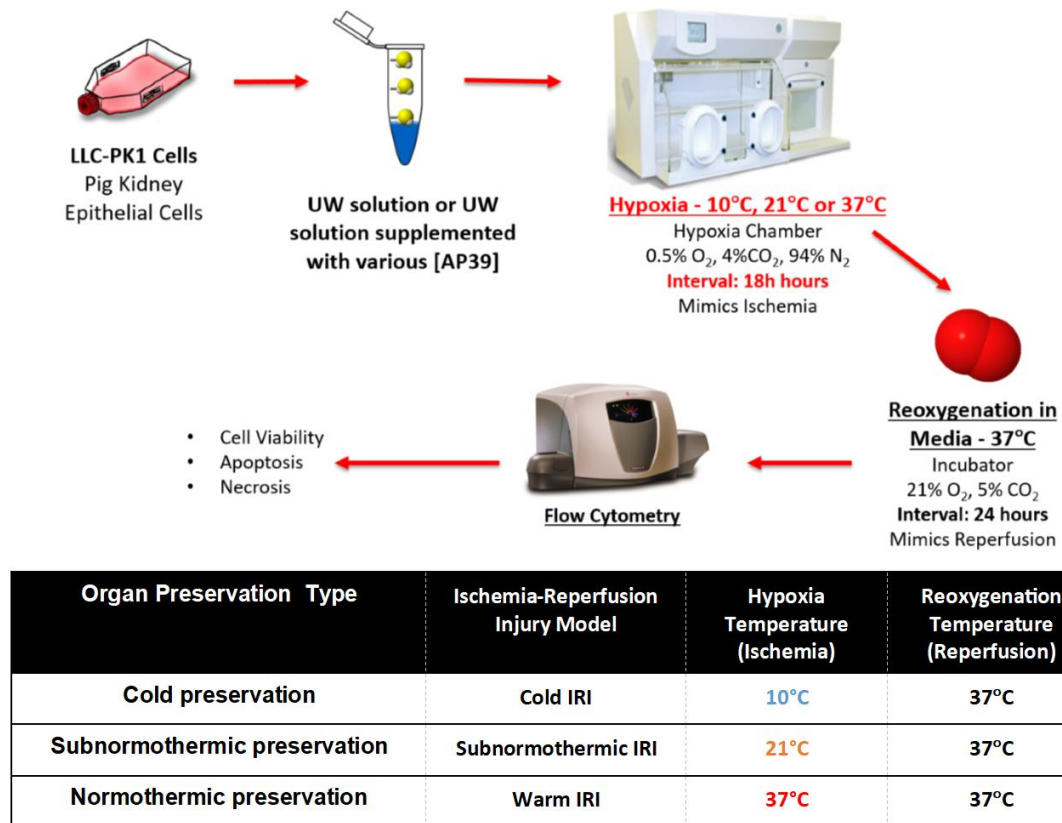 LLC-PK1 Cells
Pig Kidney
Epithelial Cells
UW solution or UW
solution supplemented
with various [AP39]
Hypoxia - 10°C, 21°C or 37°C
Hypoxia Chamber
0.5% O₂, 4%CO₂, 94% N₂
Interval: 18h hours
Mimics Ischemia
Reoxygenation in
Media - 37°C
Incubator
21% O₂, 5% CO₂
Interval: 24 hours
Mimics Reperfusion
Flow Cytometry
• Cell Viability
• Apoptosis
• Necrosis
Organ Preservation Type
Ischemia-Reperfusion
Injury Model
Hypoxia
Temperature
(Ischemia)
Reoxygenation
Temperature
(Reperfusion)
Cold preservation Cold IRI 10°C 37°C
Subnormothermic preservation Subnormothermic IRI 21°C 37°C
Normothermic preservation Warm IRI 37°C 37°C